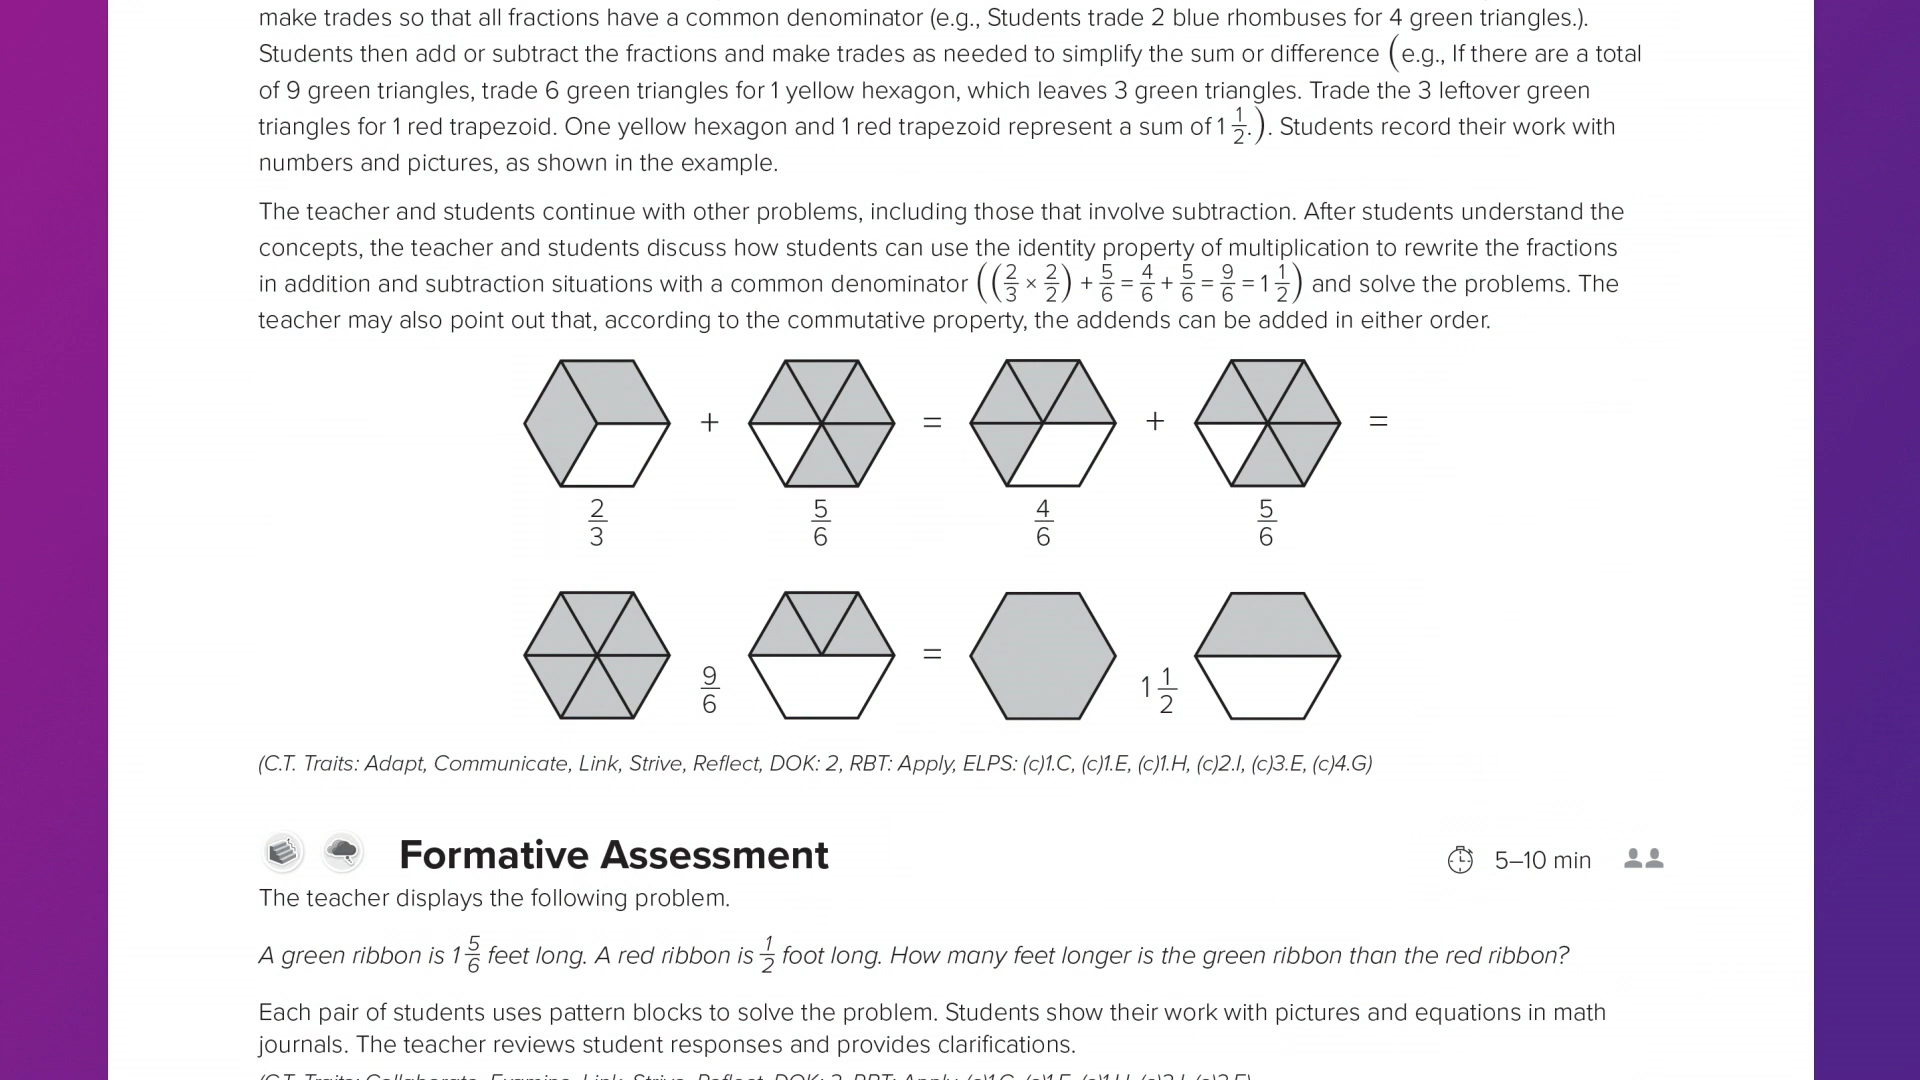 make trades so that all fractions have a common denominator (e.g., Students trade 2 blue rhombuses for 4 green triangles.).
Students then add or subtract the fractions and make trades as needed to simplify the sum or difference (e.g., If there are a total
of 9 green triangles, trade 6 green triangles for 1 yellow hexagon, which leaves 3 green triangles. Trade the 3 leftover green
triangles for 1 red trapezoid. One yellow hexagon and 1 red trapezoid represent a sum of 1 1/2.). Students record their work with
numbers and pictures, as shown in the example.
The teacher and students continue with other problems, including those that involve subtraction. After students understand the
concepts, the teacher and students discuss how students can use the identity property of multiplication to rewrite the fractions
in addition and subtraction situations with a common denominator ((2/3 × 2/2) + 5/6 = 4/6 + 5/6 = 9/6 = 1 1/2) and solve the problems. The
teacher may also point out that, according to the commutative property, the addends can be added in either order.
+ = + =
2/3 5/6 4/6 5/6
9/6 = 1 1/2
(C.T. Traits: Adapt, Communicate, Link, Strive, Reflect, DOK: 2, RBT: Apply, ELPS: (c)1.C, (c)1.E, (c)1.H, (c)2.I, (c)3.E, (c)4.G)
Formative Assessment 5–10 min
The teacher displays the following problem.
A green ribbon is 1 5/6 feet long. A red ribbon is 1/2 foot long. How many feet longer is the green ribbon than the red ribbon?
Each pair of students uses pattern blocks to solve the problem. Students show their work with pictures and equations in math
journals. The teacher reviews student responses and provides clarifications.